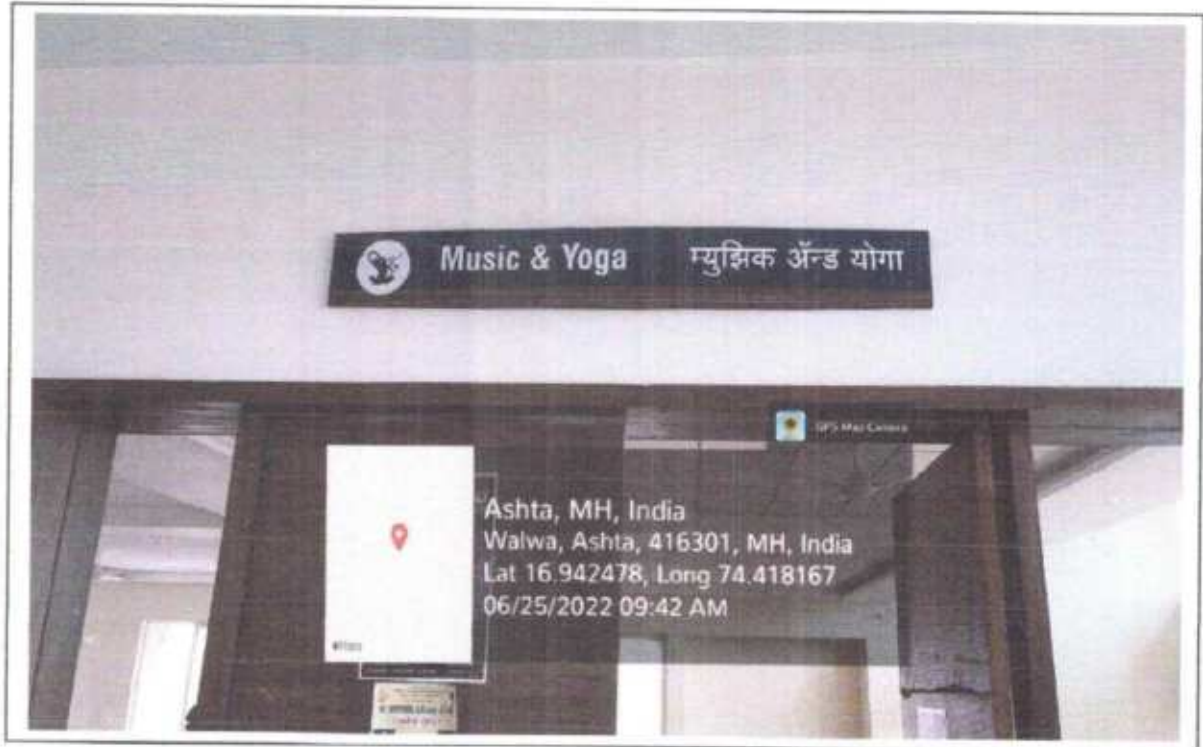 Music & Yoga म्युझिक ॲन्ड योगा
GPS Map Camera
Ashta, MH, India
Walwa, Ashta, 416301, MH, India
Lat 16.942478, Long 74.418167
06/25/2022 09:42 AM